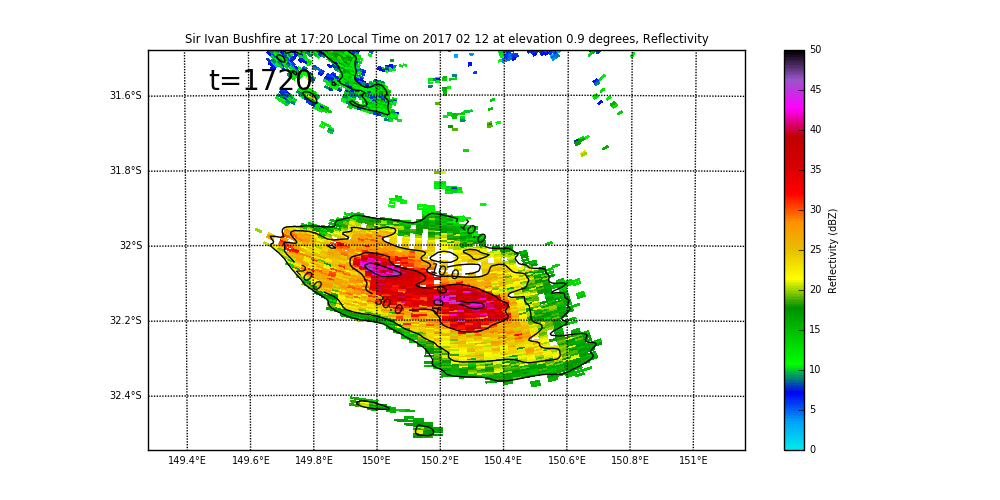 Sir Ivan Bushfire at 17:20 Local Time on 2017 02 12 at elevation 0.9 degrees, Reflectivity
t=1720
31.6°S
31.8°S
32°S
32.2°S
32.4°S
10.0
10.0
20.0
30.0
149.4°E 149.6°E 149.8°E 150°E 150.2°E 150.4°E 150.6°E 150.8°E 151°E
50
45
40
35
30
25
20
15
10
5
0
Reflectivity (dBZ)